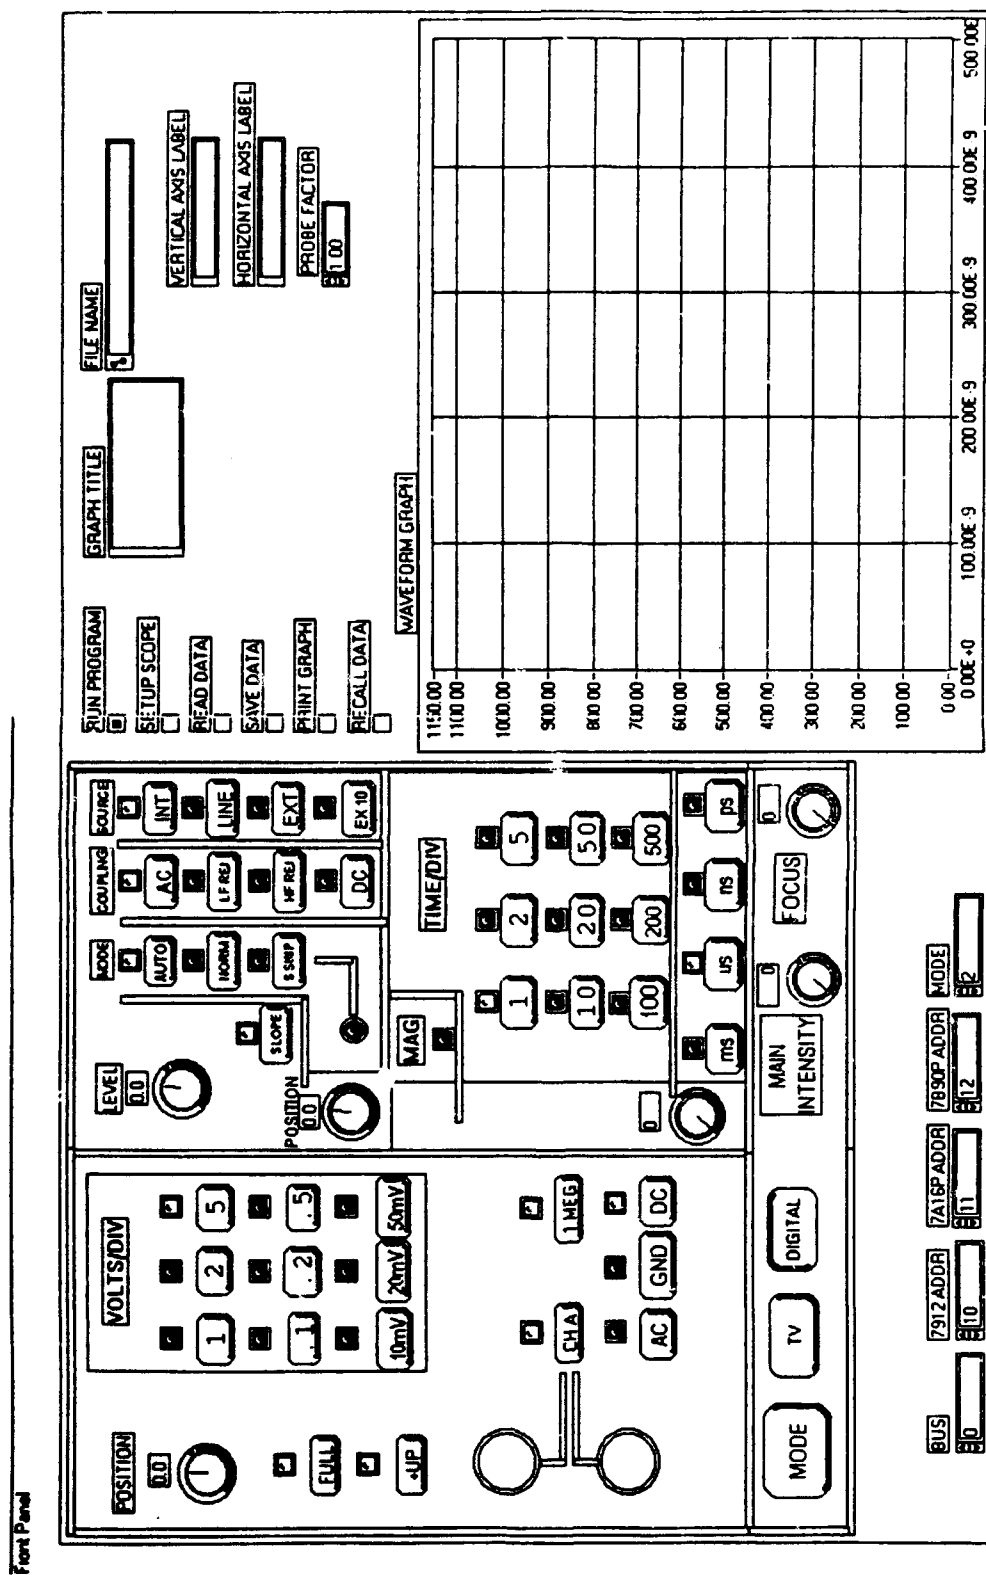 Front Panel
POSITION
0.0
FULL
+UP
VOLTS/DIV
1 2 5
.1 .2 .5
10mV 20mV 50mV
CH A
1 MEG
AC GND DC
LEVEL
0.0
SLOPE
MODE
AUTO
NORM
S SWP
COUPLNG
AC
LF REJ
HF REJ
DC
SOURCE
INT
LINE
EXT
EX 10
POSITION
0.0
MAG
TIME/DIV
1 2 5
10 20 50
100 200 500
0
ms us ns ps
MODE
TV
DIGITAL
MAIN
INTENSITY
0
FOCUS
0
BUS
0
7912 ADDR
10
7A16P ADDR
11
7B90P ADDR
12
MODE
2
RUN PROGRAM
SETUP SCOPE
READ DATA
SAVE DATA
PRINT GRAPH
RECALL DATA
GRAPH TITLE
FILE NAME
VERTICAL AXIS LABEL
HORIZONTAL AXIS LABEL
PROBE FACTOR
1.00
WAVEFORM GRAPH
1150.00
1100.00
1000.00
900.00
800.00
700.00
600.00
500.00
400.00
300.00
200.00
100.00
0.00
0.00E+0 100.00E-9 200.00E-9 300.00E-9 400.00E-9 500.00E